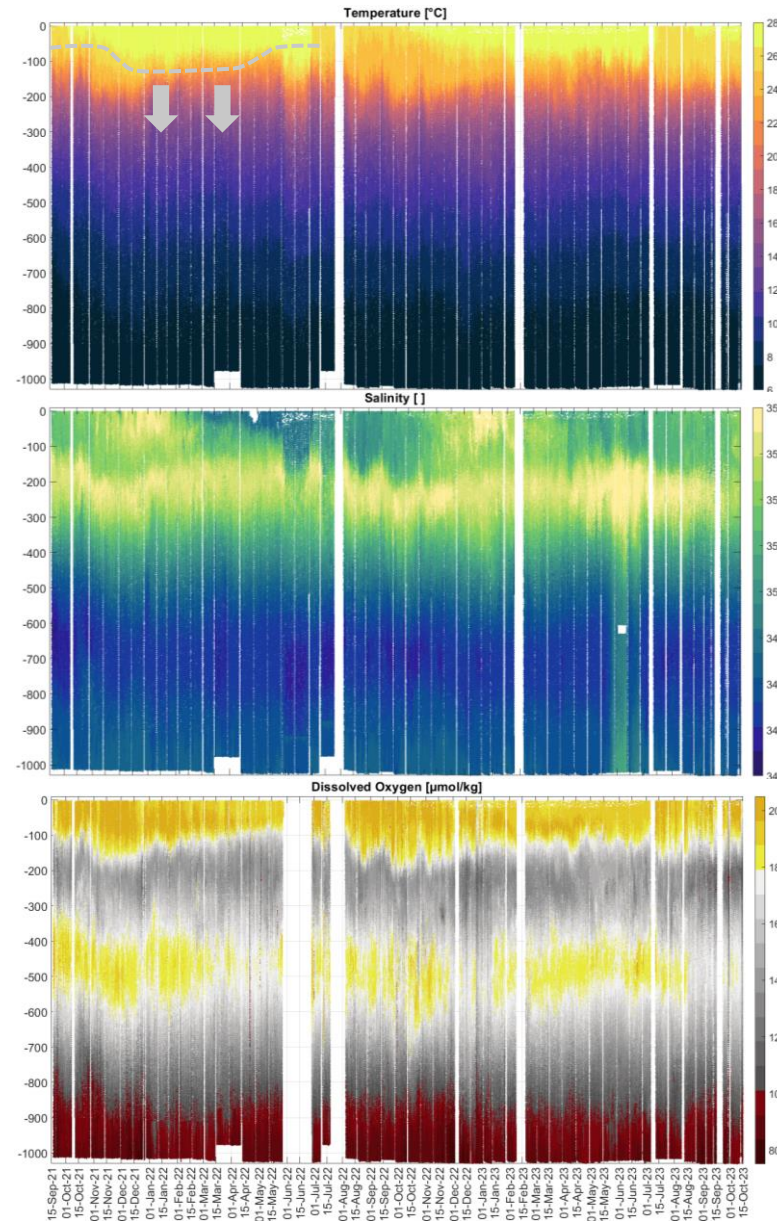 Temperature [°C]
0
-100
-200
-300
-400
-500
-600
-700
-800
-900
-1000
28
26
24
22
20
18
16
14
12
10
8
6
Salinity [ ]
0
-100
-200
-300
-400
-500
-600
-700
-800
-900
-1000
35
35
35
35
35
34
34
34
34
Dissolved Oxygen [µmol/kg]
0
-100
-200
-300
-400
-500
-600
-700
-800
-900
-1000
20
18
16
14
12
10
80
15-Sep-21
01-Oct-21
15-Oct-21
01-Nov-21
15-Nov-21
01-Dec-21
15-Dec-21
01-Jan-22
15-Jan-22
01-Feb-22
15-Feb-22
01-Mar-22
15-Mar-22
01-Apr-22
15-Apr-22
01-May-22
15-May-22
01-Jun-22
15-Jun-22
01-Jul-22
15-Jul-22
01-Aug-22
15-Aug-22
01-Sep-22
15-Sep-22
01-Oct-22
15-Oct-22
01-Nov-22
15-Nov-22
01-Dec-22
15-Dec-22
01-Jan-23
15-Jan-23
01-Feb-23
15-Feb-23
01-Mar-23
15-Mar-23
01-Apr-23
15-Apr-23
01-May-23
15-May-23
01-Jun-23
15-Jun-23
01-Jul-23
15-Jul-23
01-Aug-23
15-Aug-23
01-Sep-23
15-Sep-23
01-Oct-23
15-Oct-23